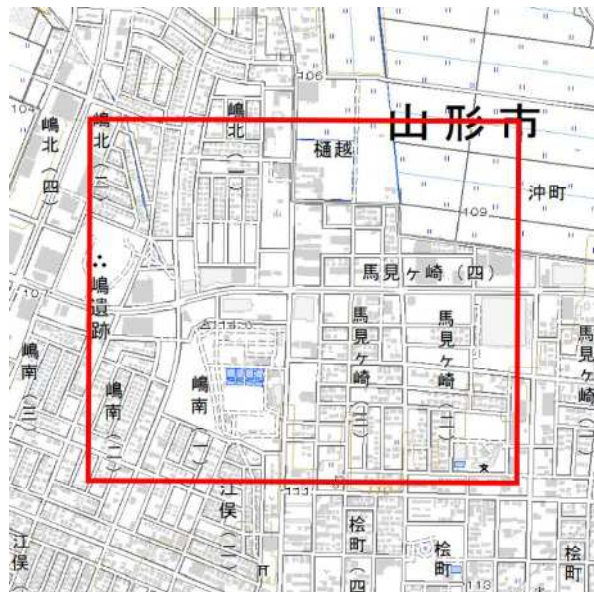 106
104
嶋北(四)
嶋北(三)
嶋北(一)
山形市
樋越
沖町
109
馬見ヶ崎(四)
嶋遺跡
嶋南(三)
嶋南(二)
嶋南(一)
馬見ヶ崎(三)
馬見ヶ崎(二)
馬見ヶ崎(一)
111
江俣(二)
江俣
桧町(四
桧町
桧町
113